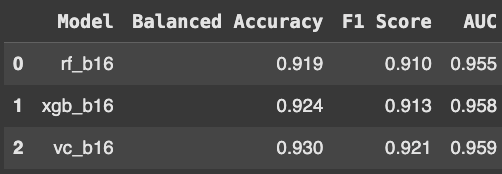 Model Balanced Accuracy F1 Score AUC
0 rf_b16 0.919 0.910 0.955
1 xgb_b16 0.924 0.913 0.958
2 vc_b16 0.930 0.921 0.959